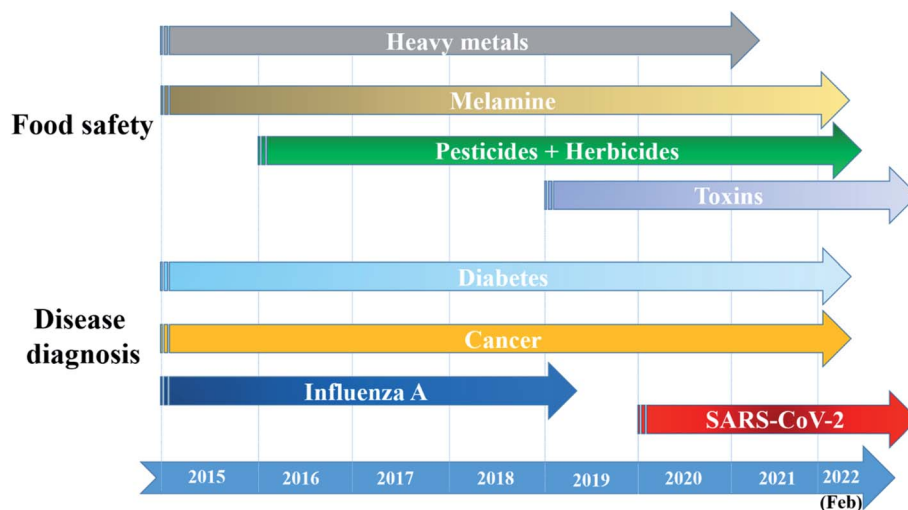 Heavy metals
Melamine
Food safety
Pesticides + Herbicides
Toxins
Diabetes
Disease
diagnosis
Cancer
Influenza A
SARS-CoV-2
2015 2016 2017 2018 2019 2020 2021 2022
(Feb)